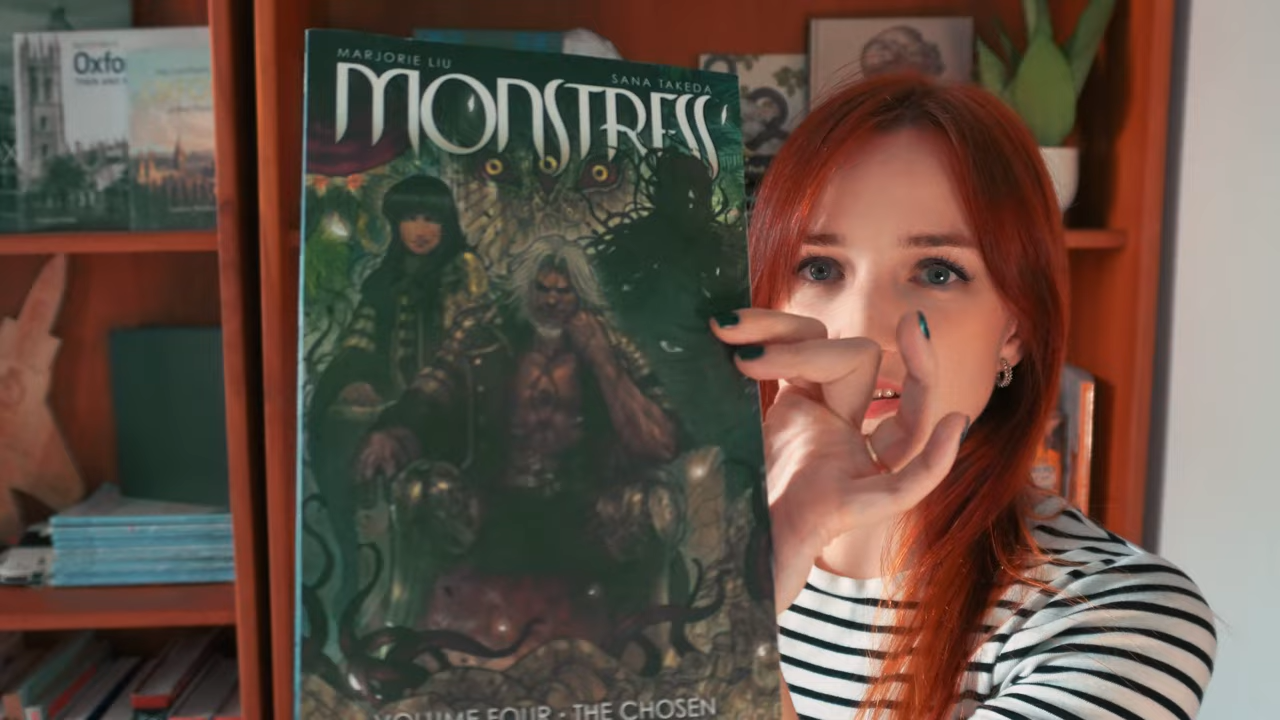 Oxfo
MARJORIE LIU
SANA TAKEDA
MONSTRESS
VOLUME FOUR · THE CHOSEN